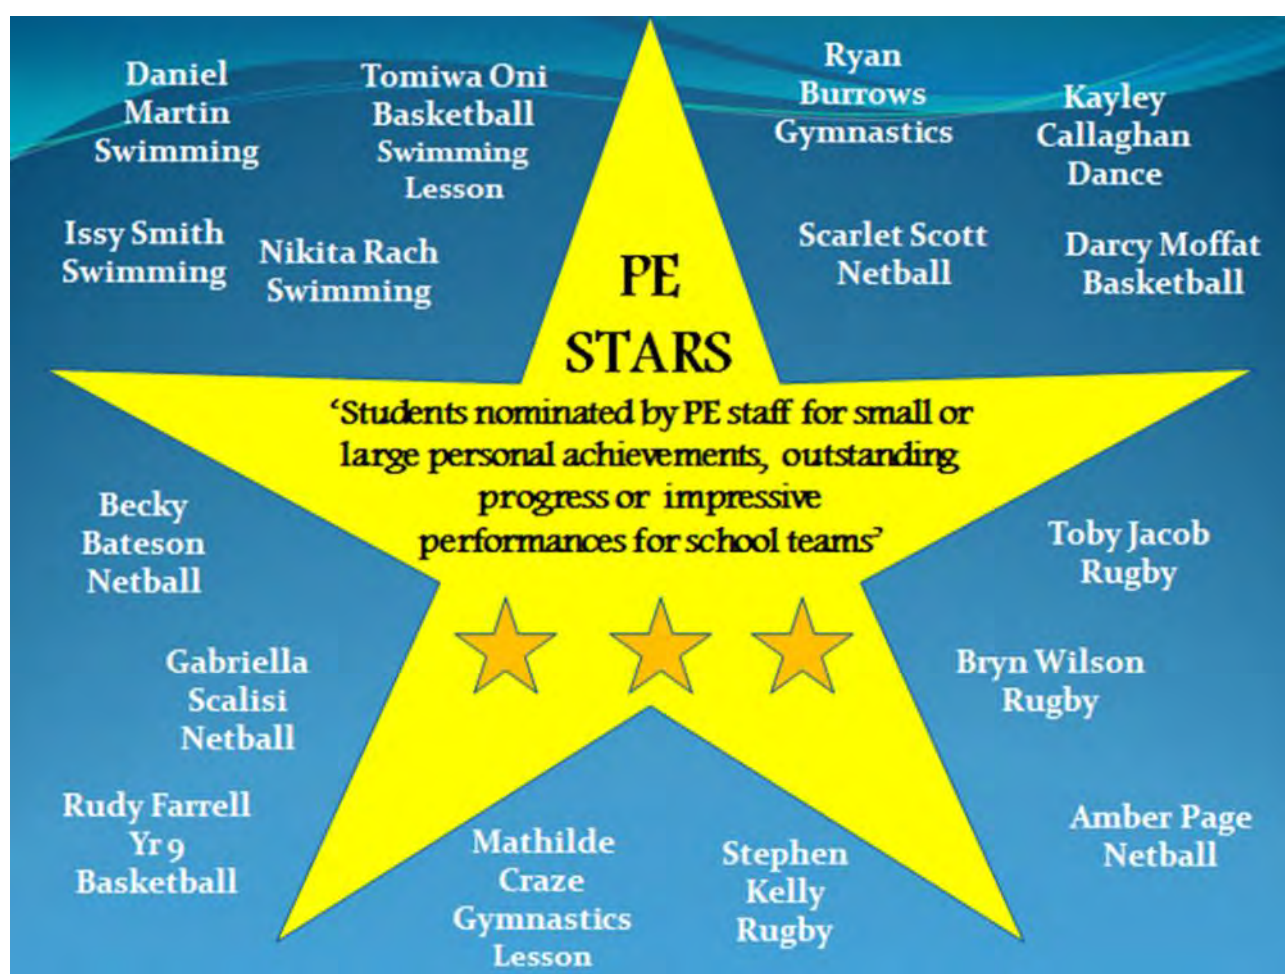 Daniel
Martin
Swimming
Tomiwa Oni
Basketball
Swimming
Lesson
Ryan
Burrows
Gymnastics
Kayley
Callaghan
Dance
Issy Smith
Swimming
Nikita Rach
Swimming
Scarlet Scott
Netball
Darcy Moffat
Basketball
PE
STARS
‘Students nominated by PE staff for small or
large personal achievements, outstanding
progress or impressive
performances for school teams’
Becky
Bateson
Netball
Toby Jacob
Rugby
Gabriella
Scalisi
Netball
Bryn Wilson
Rugby
Rudy Farrell
Yr 9
Basketball
Mathilde
Craze
Gymnastics
Lesson
Stephen
Kelly
Rugby
Amber Page
Netball